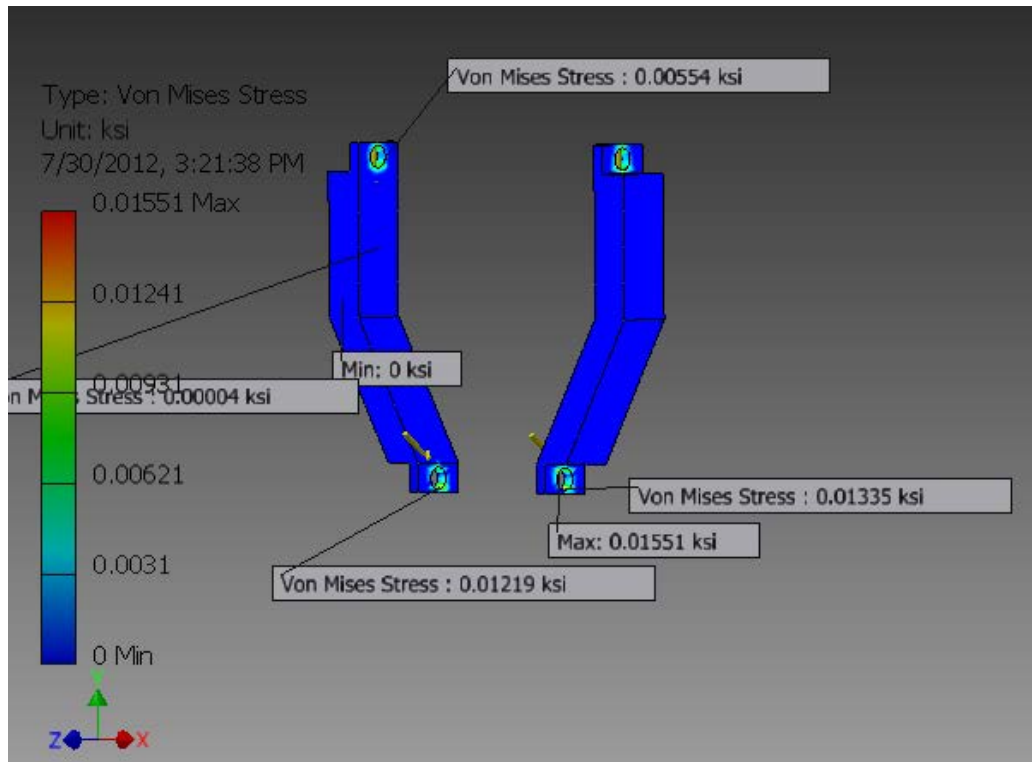 Von Mises Stress : 0.00554 ksi
Type: Von Mises Stress
Unit: ksi
7/30/2012, 3:21:38 PM
0.01551 Max
0.01241
Min: 0 ksi
0.00931
Stress : 0.00004 ksi
0.00621
Von Mises Stress : 0.01335 ksi
Max: 0.01551 ksi
0.0031
Von Mises Stress : 0.01219 ksi
0 Min
Y
Z
X